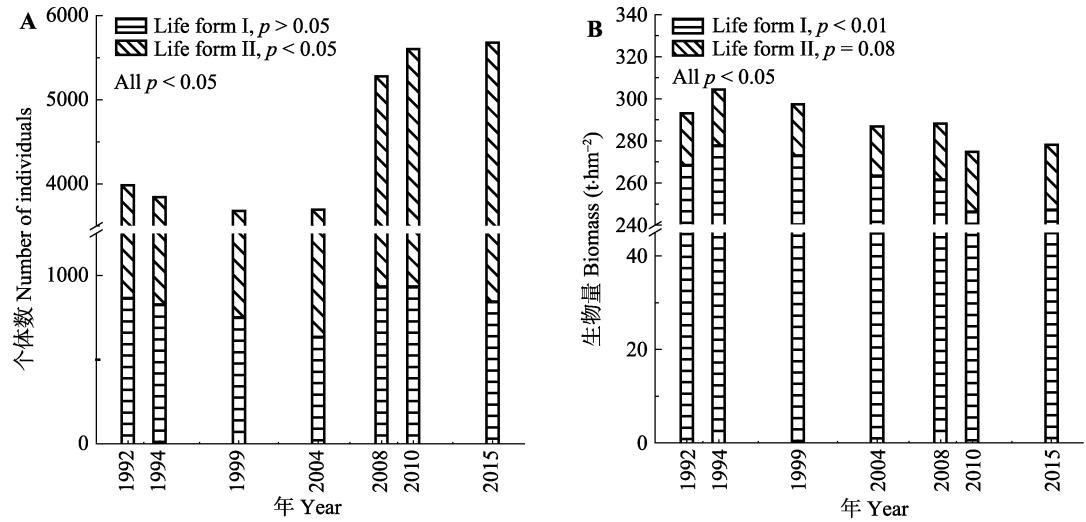 A
Life form I, p > 0.05
Life form II, p < 0.05
All p < 0.05
个体数 Number of individuals
6000
5000
4000
1000
0
1992
1994
1999
2004
2008
2010
2015
年 Year
B
Life form I, p < 0.01
Life form II, p = 0.08
All p < 0.05
生物量 Biomass (t·hm⁻²)
340
320
300
280
260
240
40
20
0
1992
1994
1999
2004
2008
2010
2015
年 Year